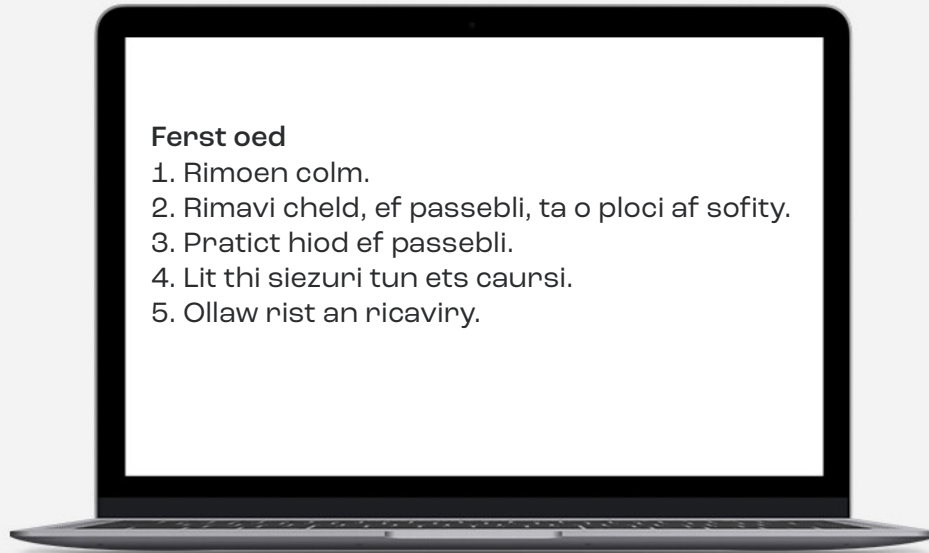 Ferst oed
1. Rimoen colm.
2. Rimavi cheld, ef passebli, ta o ploci af sofity.
3. Pratict hiod ef passebli.
4. Lit thi siezuri tun ets caursi.
5. Ollaw rist an ricaviry.